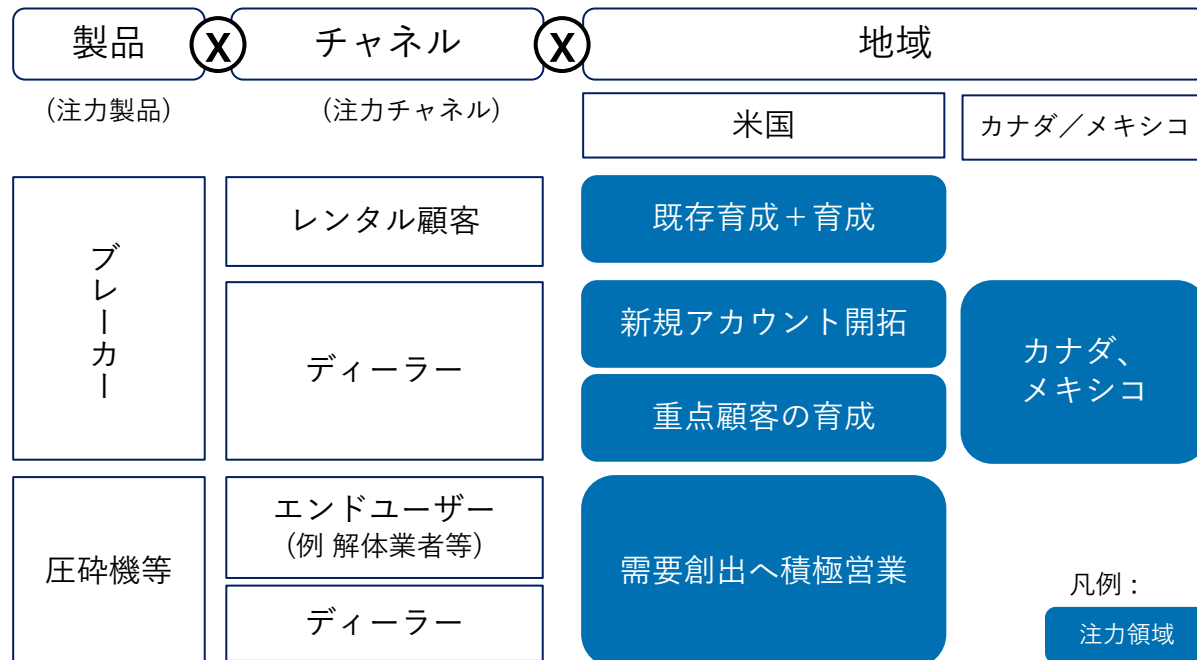 製品
X
チャネル
X
地域
(注力製品)
(注力チャネル)
米国
カナダ／メキシコ
ブレーカー
レンタル顧客
既存育成＋育成
ディーラー
新規アカウント開拓
重点顧客の育成
カナダ、
メキシコ
圧砕機等
エンドユーザー
(例 解体業者等)
ディーラー
需要創出へ積極営業
凡例：
注力領域